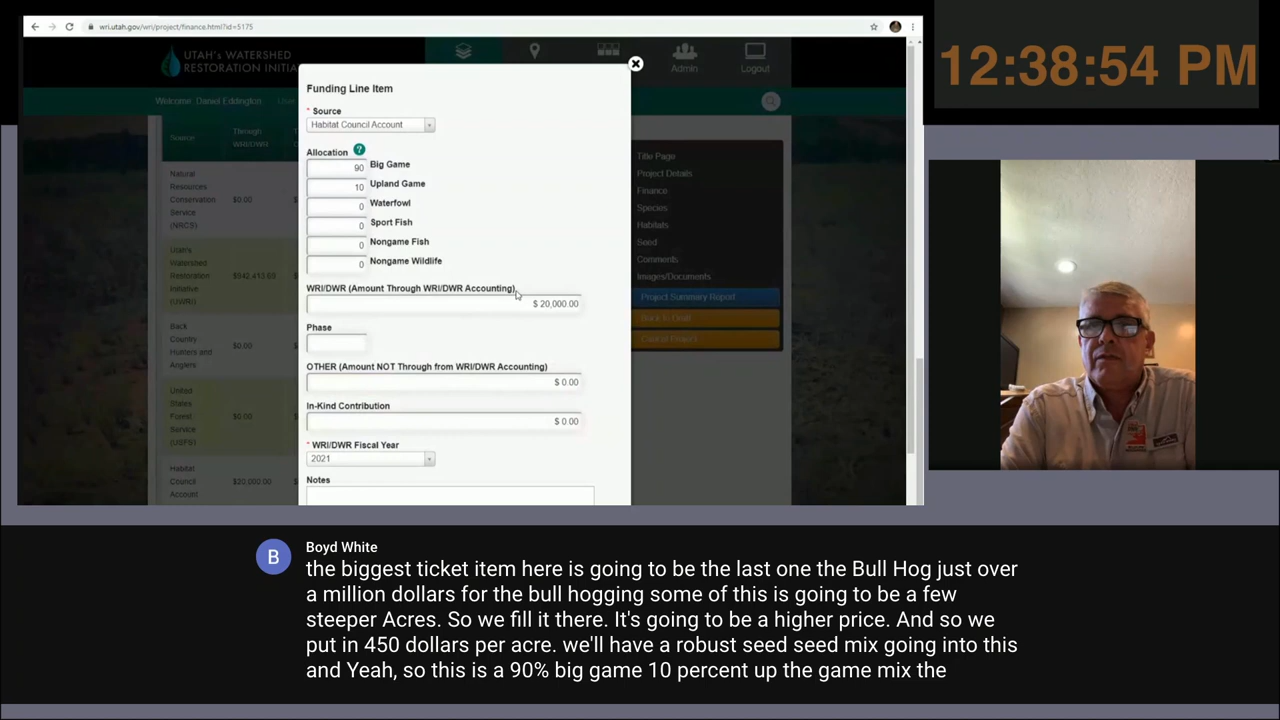 wri.utah.gov/wri/project/finance.html?id=5175
UTAH'S WATERSHED
RESTORATION INITIA
Admin
Logout
Welcome, Daniel Eddington
Source
Through
WRI/DWR
Natural
Resources
Conservation
Service
(NRCS)
$0.00
Utah's
Watershed
Restoration
Initiative
(UWRI)
$942,413.60
Back
Country
Hunters and
Anglers
$0.00
United
States
Forest
Service
(USFS)
$0.00
Habitat
Council
Account
$20,000.00
Funding Line Item
* Source
Habitat Council Account
Allocation ?
90 Big Game
10 Upland Game
0 Waterfowl
0 Sport Fish
0 Nongame Fish
0 Nongame Wildlife
WRI/DWR (Amount Through WRI/DWR Accounting)
$ 20,000.00
Phase
OTHER (Amount NOT Through from WRI/DWR Accounting)
$ 0.00
In-Kind Contribution
$ 0.00
* WRI/DWR Fiscal Year
2021
Notes
Title Page
Project Details
Finance
Species
Habitats
Seed
Comments
Images/Documents
Project Summary Report
Back to Draft
Cancel Project
12:38:54 PM
B
Boyd White
the biggest ticket item here is going to be the last one the Bull Hog just over
a million dollars for the bull hogging some of this is going to be a few
steeper Acres. So we fill it there. It's going to be a higher price. And so we
put in 450 dollars per acre. we'll have a robust seed seed mix going into this
and Yeah, so this is a 90% big game 10 percent up the game mix the